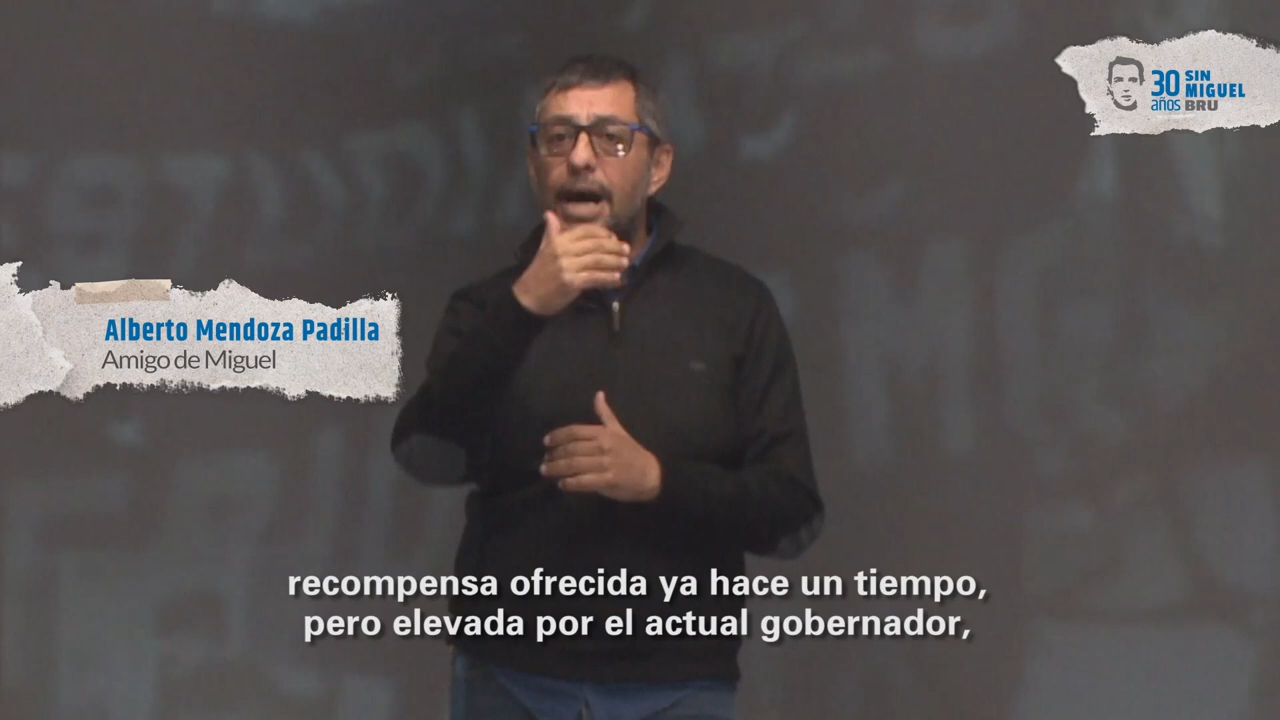 30 años
SIN
MIGUEL
BRU
Alberto Mendoza Padilla
Amigo de Miguel
recompensa ofrecida ya hace un tiempo,
pero elevada por el actual gobernador,